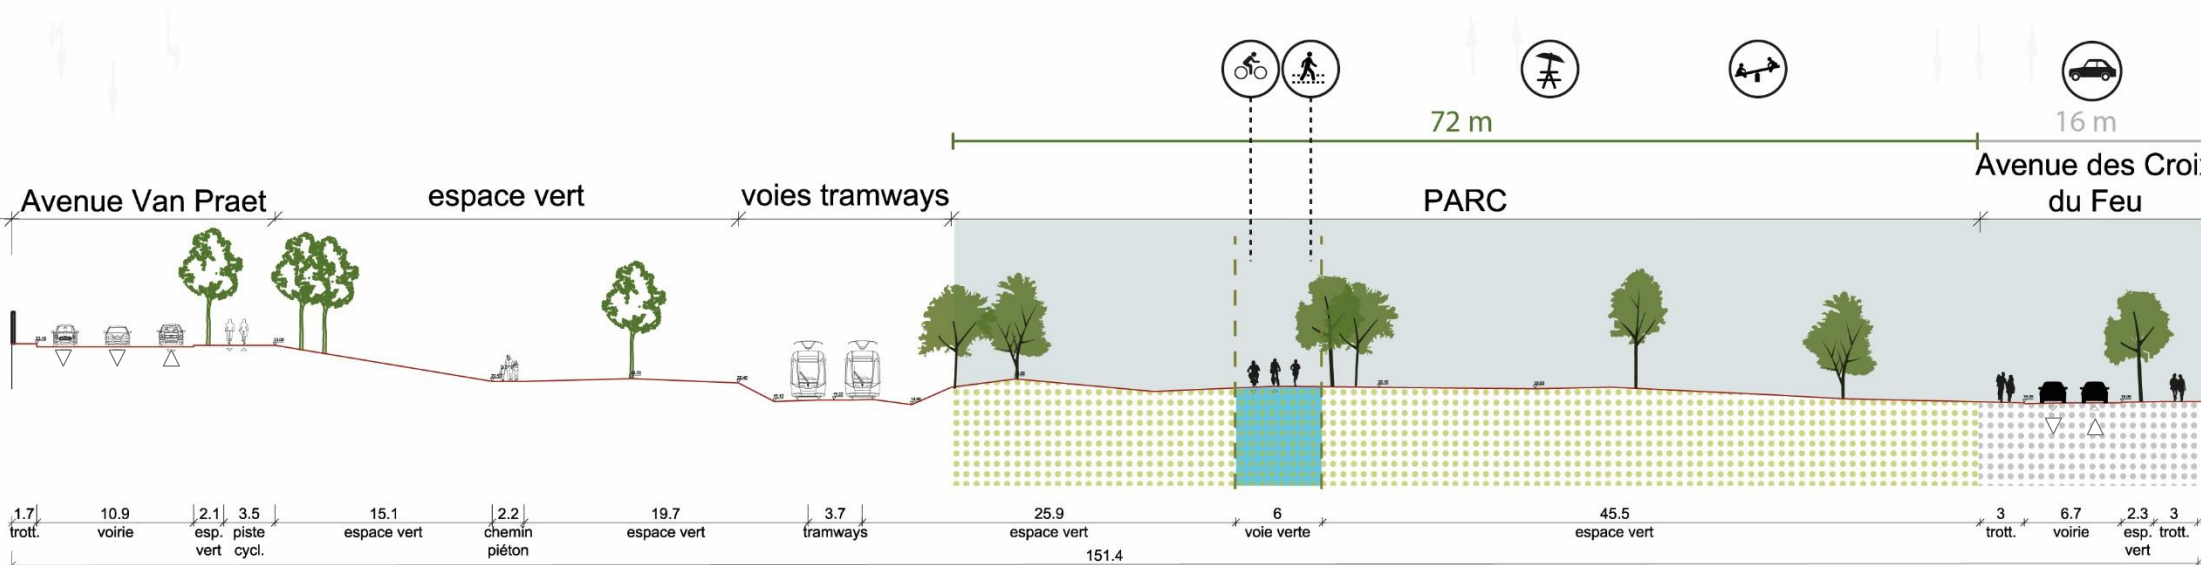 72 m
16 m
Avenue Van Praet
espace vert
voies tramways
PARC
Avenue des Croix
du Feu
1.7
10.9
2.1
3.5
15.1
2.2
19.7
3.7
25.9
6
45.5
3
6.7
2.3
3
trott.
voirie
esp.
vert
piste
cycl.
espace vert
chemin
piéton
espace vert
tramways
espace vert
voie verte
espace vert
trott.
voirie
esp.
vert
trott.
151.4